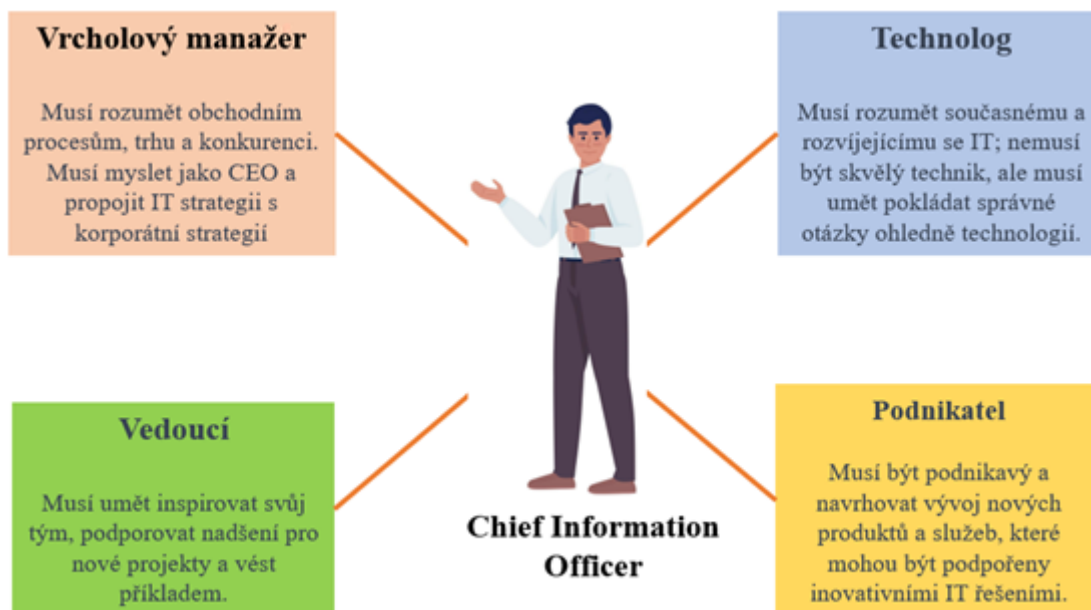 Vrcholový manažer
Musí rozumět obchodním
procesům, trhu a konkurenci.
Musí myslet jako CEO a
propojit IT strategii s
korporátní strategií
Technolog
Musí rozumět současnému a
rozvíjejícímu se IT; nemusí
být skvělý technik, ale musí
umět pokládat správné
otázky ohledně technologií.
Vedoucí
Musí umět inspirovat svůj
tým, podporovat nadšení pro
nové projekty a vést
příkladem.
Chief Information
Officer
Podnikatel
Musí být podnikavý a
navrhovat vývoj nových
produktů a služeb, které
mohou být podpořeny
inovativními IT řešeními.